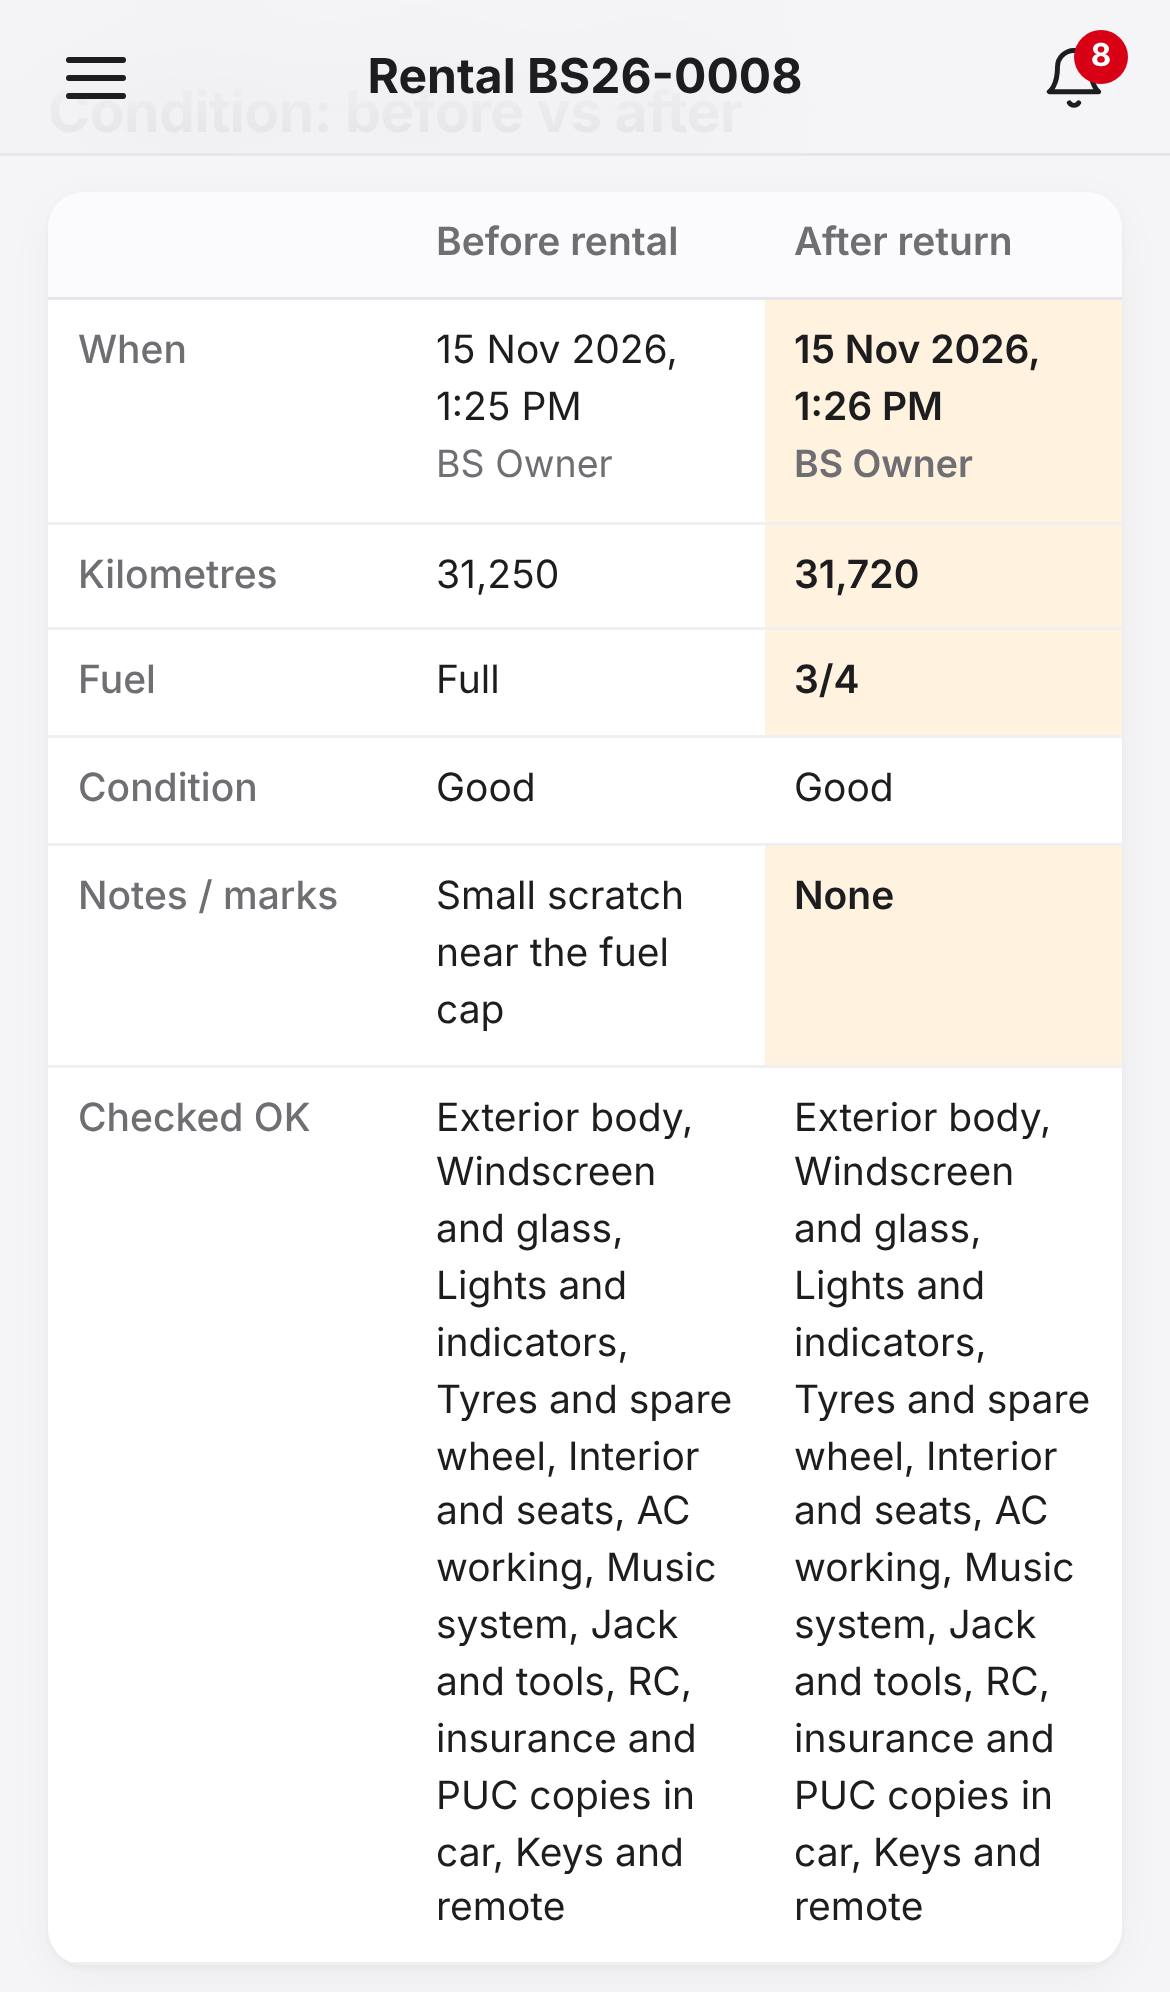 Rental BS26-0008
8
Condition: before vs after
Before rental After return
When 15 Nov 2026, 15 Nov 2026,
1:25 PM 1:26 PM
BS Owner BS Owner
Kilometres 31,250 31,720
Fuel Full 3/4
Condition Good Good
Notes / marks Small scratch None
near the fuel
cap
Checked OK Exterior body, Exterior body,
Windscreen Windscreen
and glass, and glass,
Lights and Lights and
indicators, indicators,
Tyres and spare Tyres and spare
wheel, Interior wheel, Interior
and seats, AC and seats, AC
working, Music working, Music
system, Jack system, Jack
and tools, RC, and tools, RC,
insurance and insurance and
PUC copies in PUC copies in
car, Keys and car, Keys and
remote remote